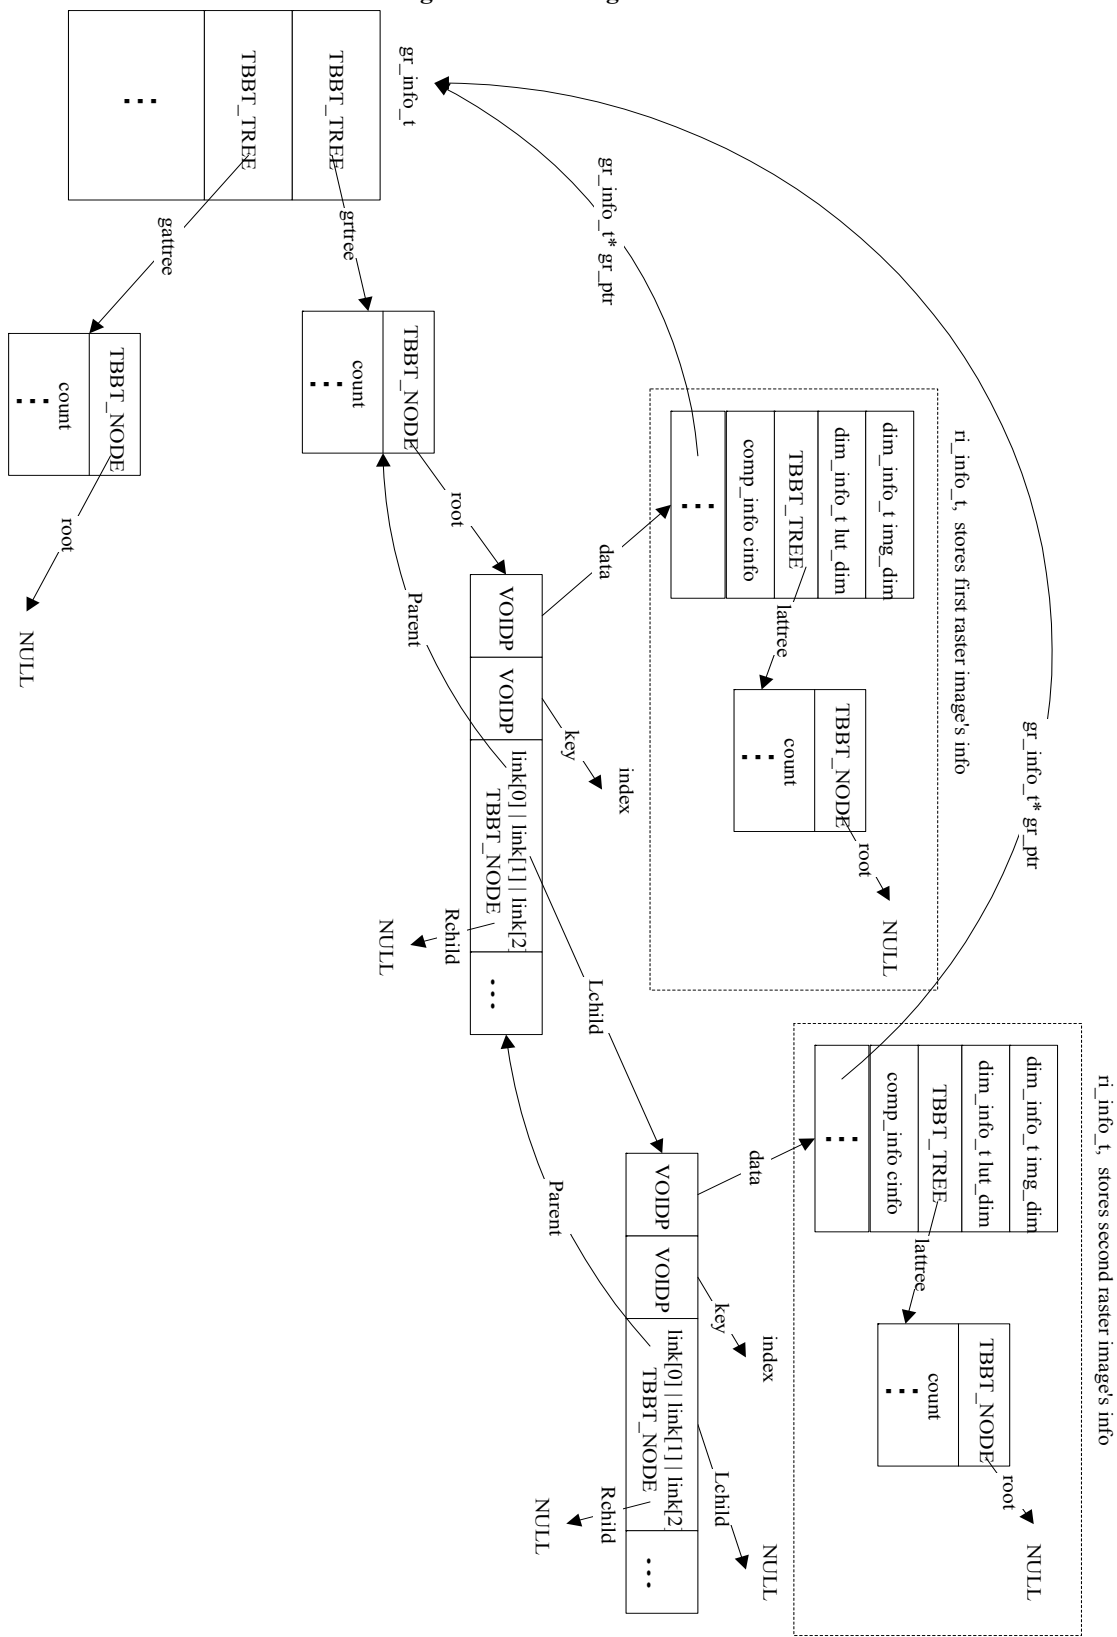 gr_info_t
TBBT_TREE
TBBT_TREE
...
grtree
gattree
TBBT_NODE
count
...
root
NULL
TBBT_NODE
count
...
root
gr_info_t* gr_ptr
gr_info_t* gr_ptr
ri_info_t, stores first raster image's info
dim_info_t img_dim
dim_info_t lut_dim
TBBT_TREE
comp_info cinfo
...
lattree
TBBT_NODE
count
...
root
NULL
data
VOIDP
VOIDP
link[0] | link[1] | link[2]
TBBT_NODE
...
key
index
Parent
Rchild
NULL
Lchild
ri_info_t, stores second raster image's info
dim_info_t img_dim
dim_info_t lut_dim
TBBT_TREE
comp_info cinfo
...
lattree
TBBT_NODE
count
...
root
NULL
data
VOIDP
VOIDP
link[0] | link[1] | link[2]
TBBT_NODE
...
key
index
Parent
Rchild
NULL
Lchild
NULL